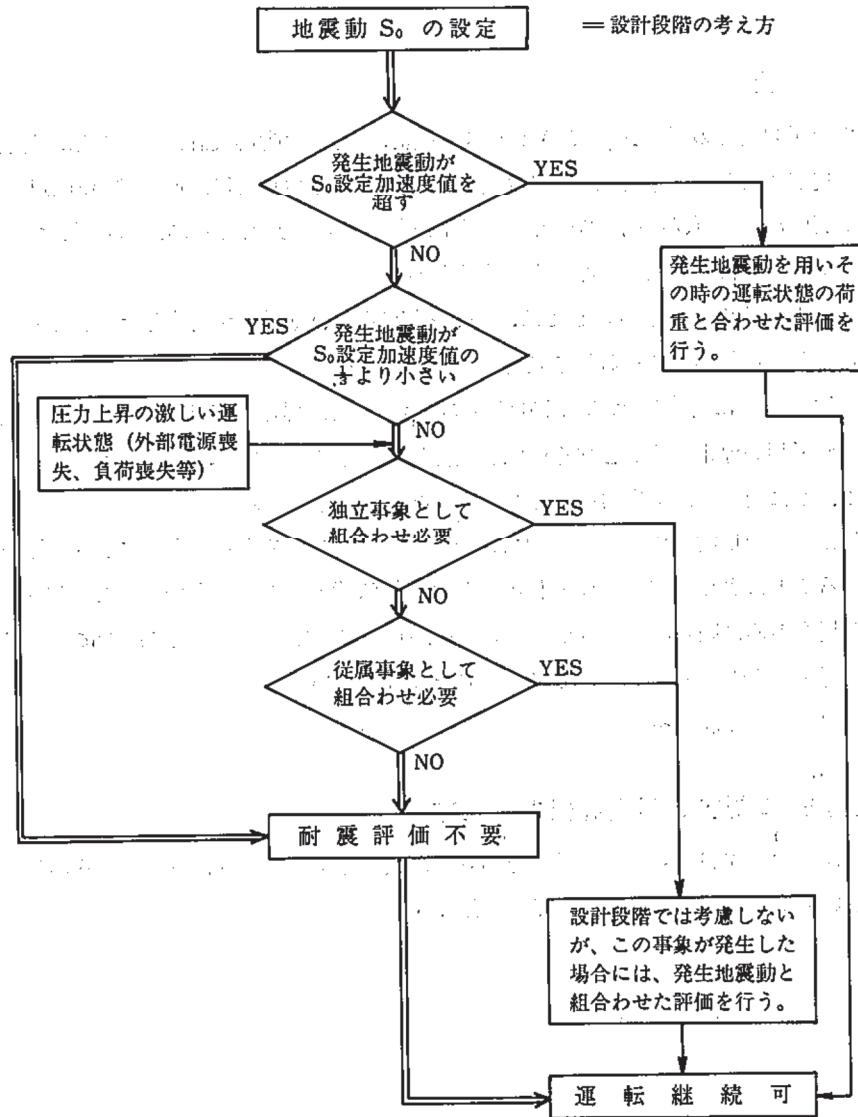 地震動 S₀ の設定
＝設計段階の考え方
発生地震動が
S₀設定加速度値を
超す
YES
NO
発生地震動を用いそ
の時の運転状態の荷
重と合わせた評価を
行う。
YES
発生地震動が
S₀設定加速度値の
⅓より小さい
NO
圧力上昇の激しい運
転状態（外部電源喪
失、負荷喪失等）
独立事象として
組合わせ必要
YES
NO
従属事象として
組合わせ必要
YES
NO
耐震評価不要
設計段階では考慮しない
が、この事象が発生した
場合には、発生地震動と
組合わせた評価を行う。
運転継続可